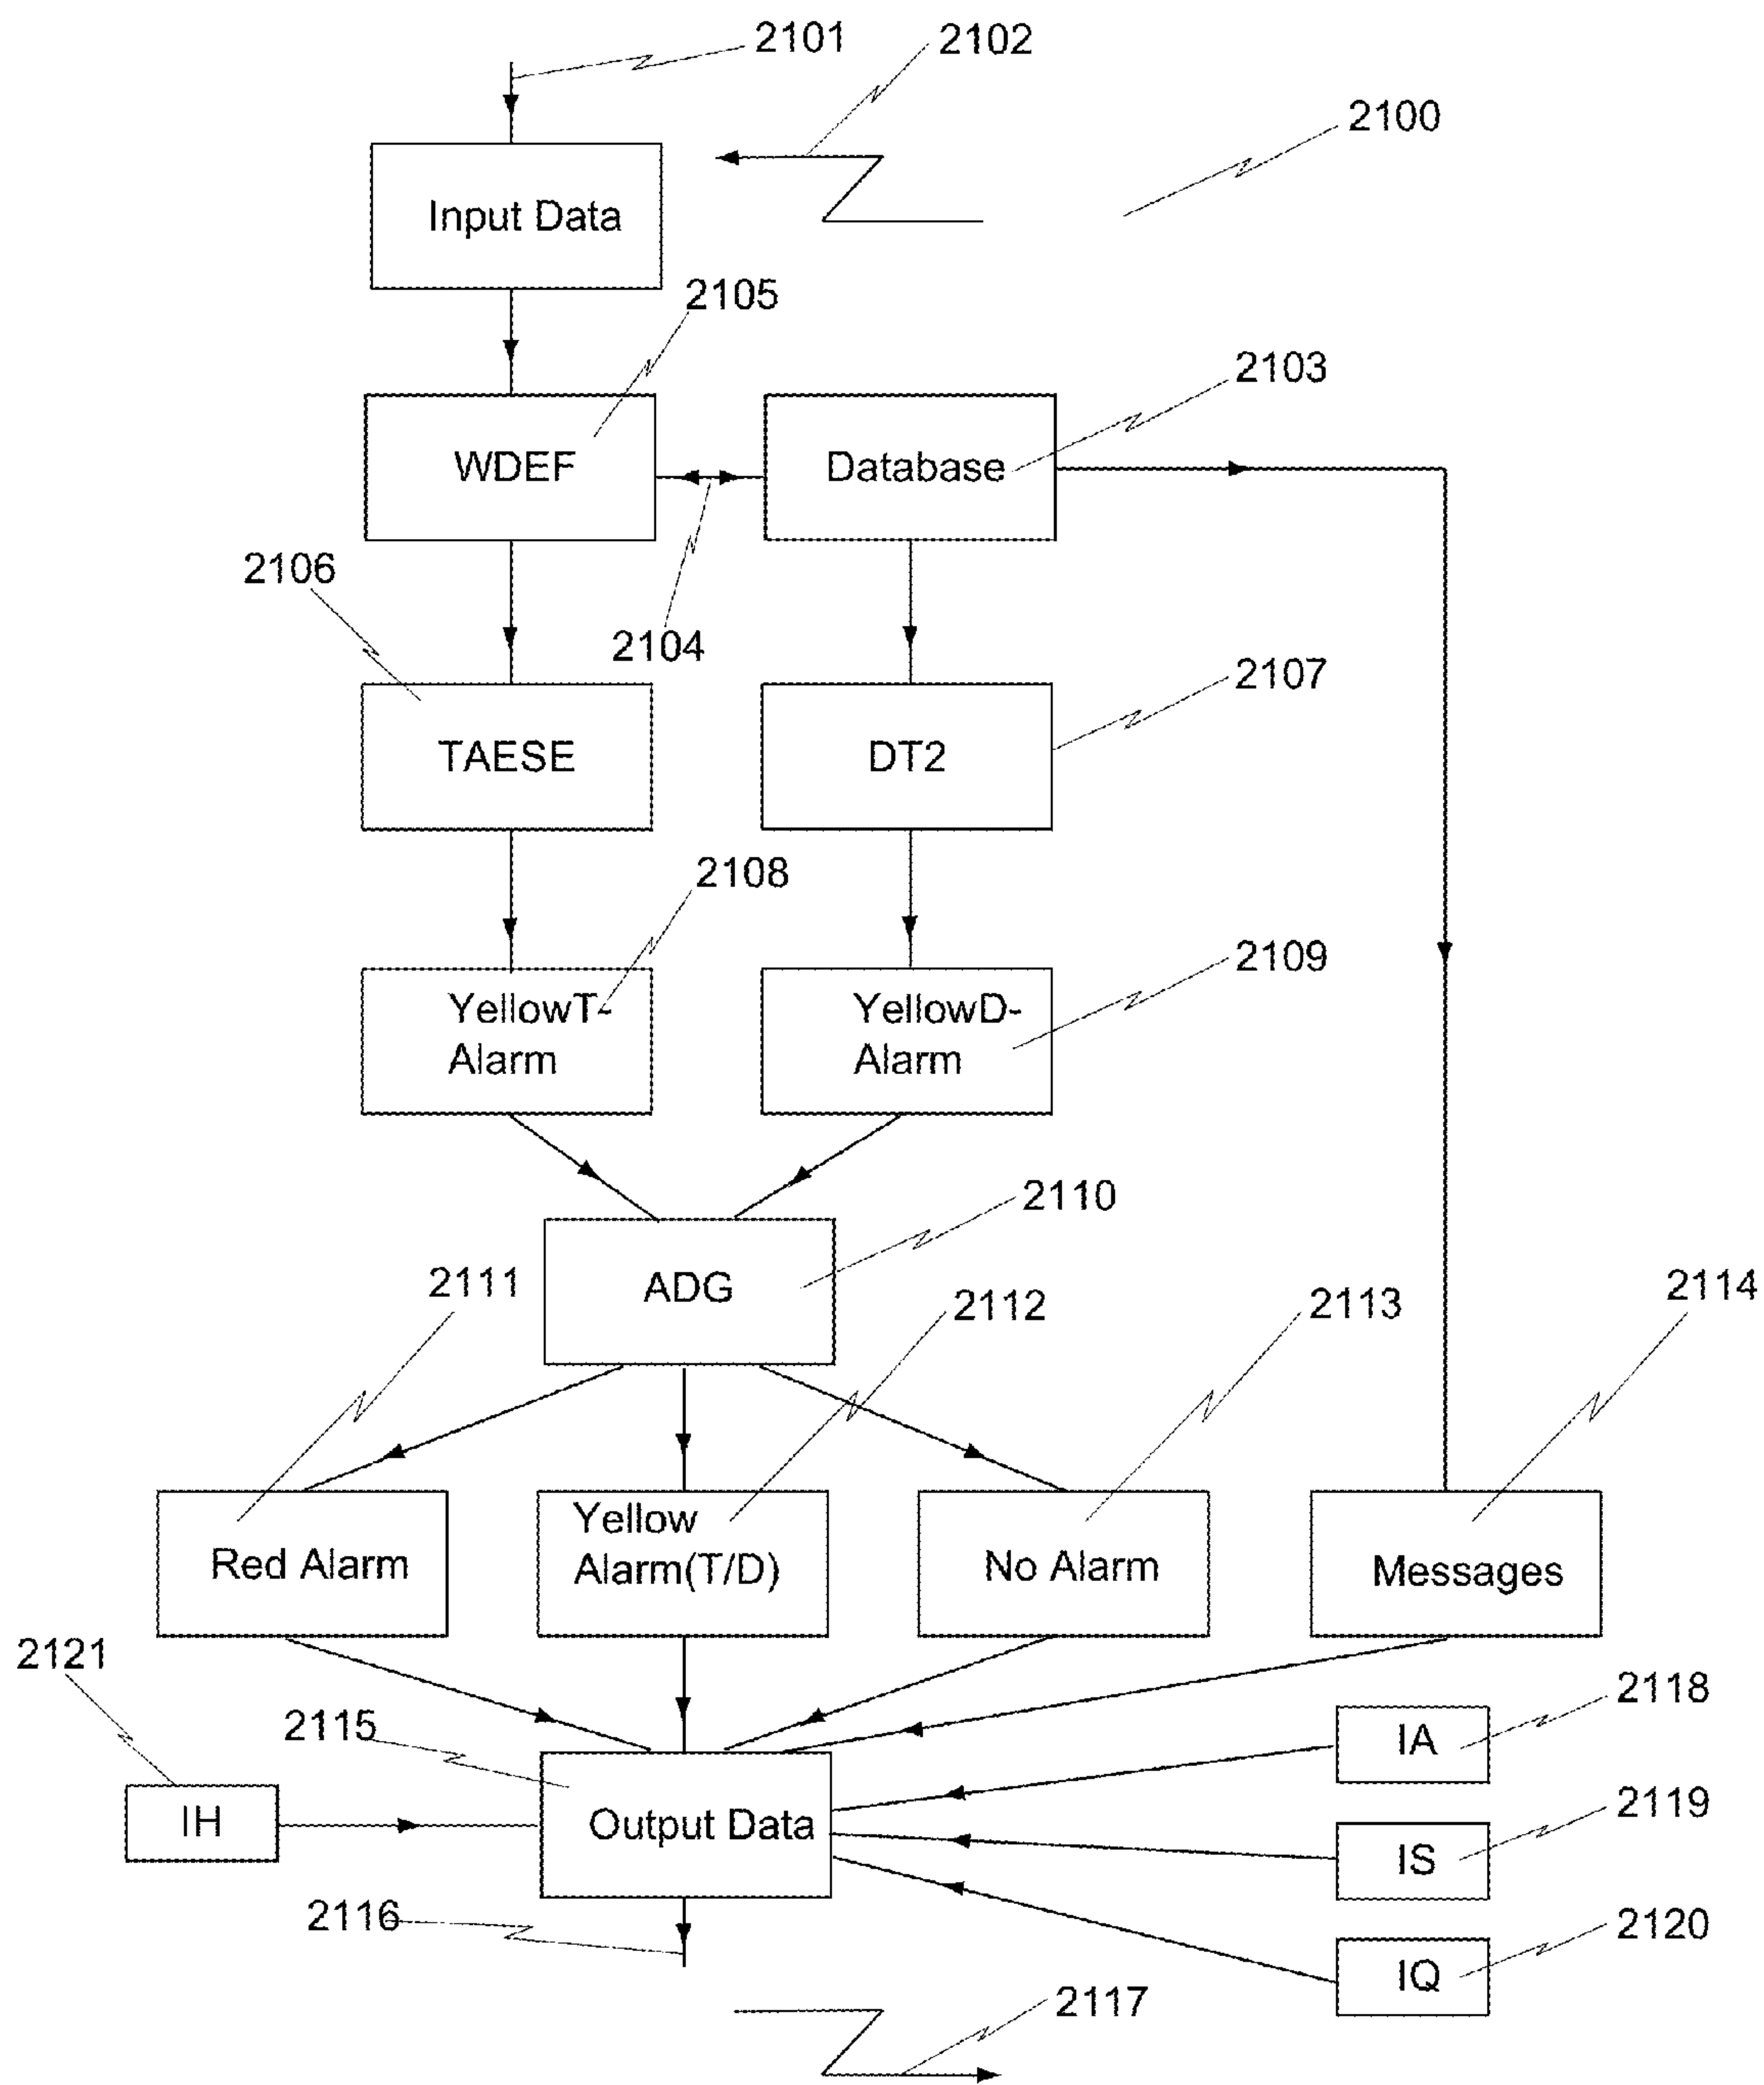 2101
2102
2100
Input Data
2105
2103
WDEF
Database
2106
2104
2107
TAESE
DT2
2108
2109
YellowT-
Alarm
YellowD-
Alarm
2110
ADG
2111
2112
2113
2114
Red Alarm
Yellow
Alarm(T/D)
No Alarm
Messages
2121
2115
2118
IA
IH
Output Data
2119
IS
2116
2120
IQ
2117